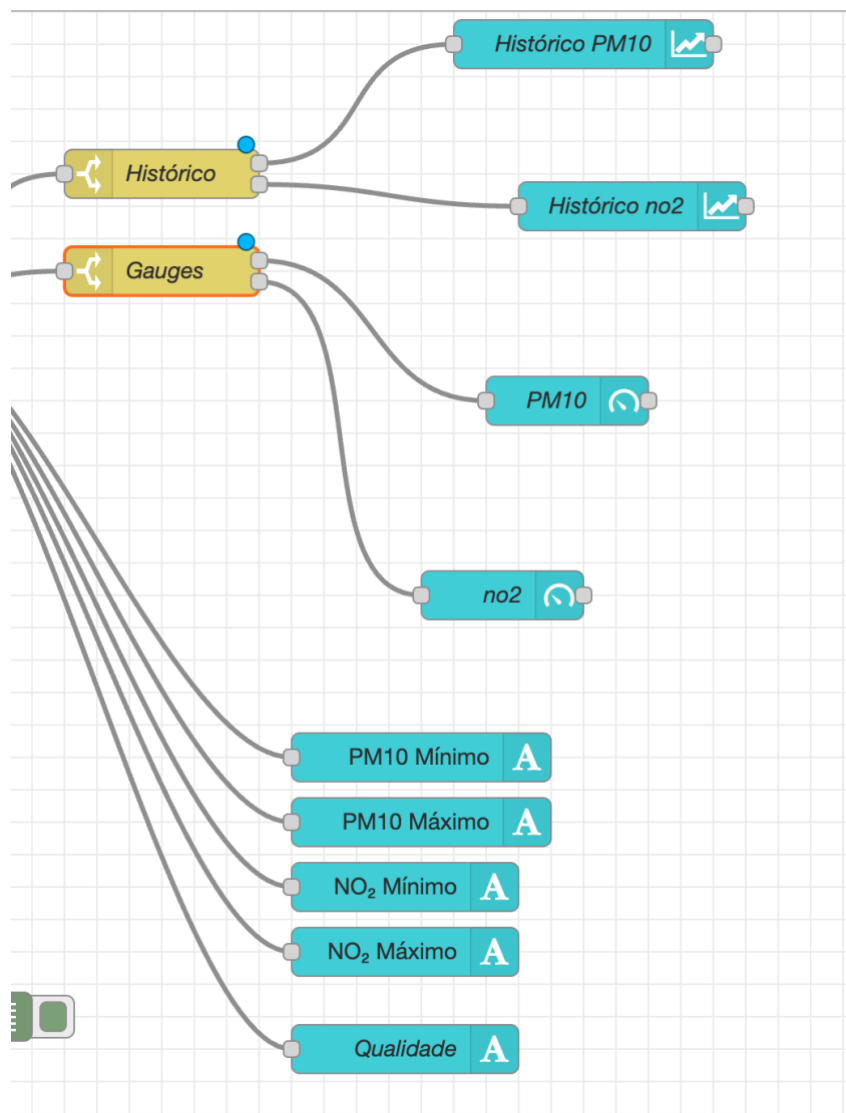 Histórico PM10
Histórico
Histórico no2
Gauges
PM10
no2
PM10 Mínimo
PM10 Máximo
NO₂ Mínimo
NO₂ Máximo
Qualidade